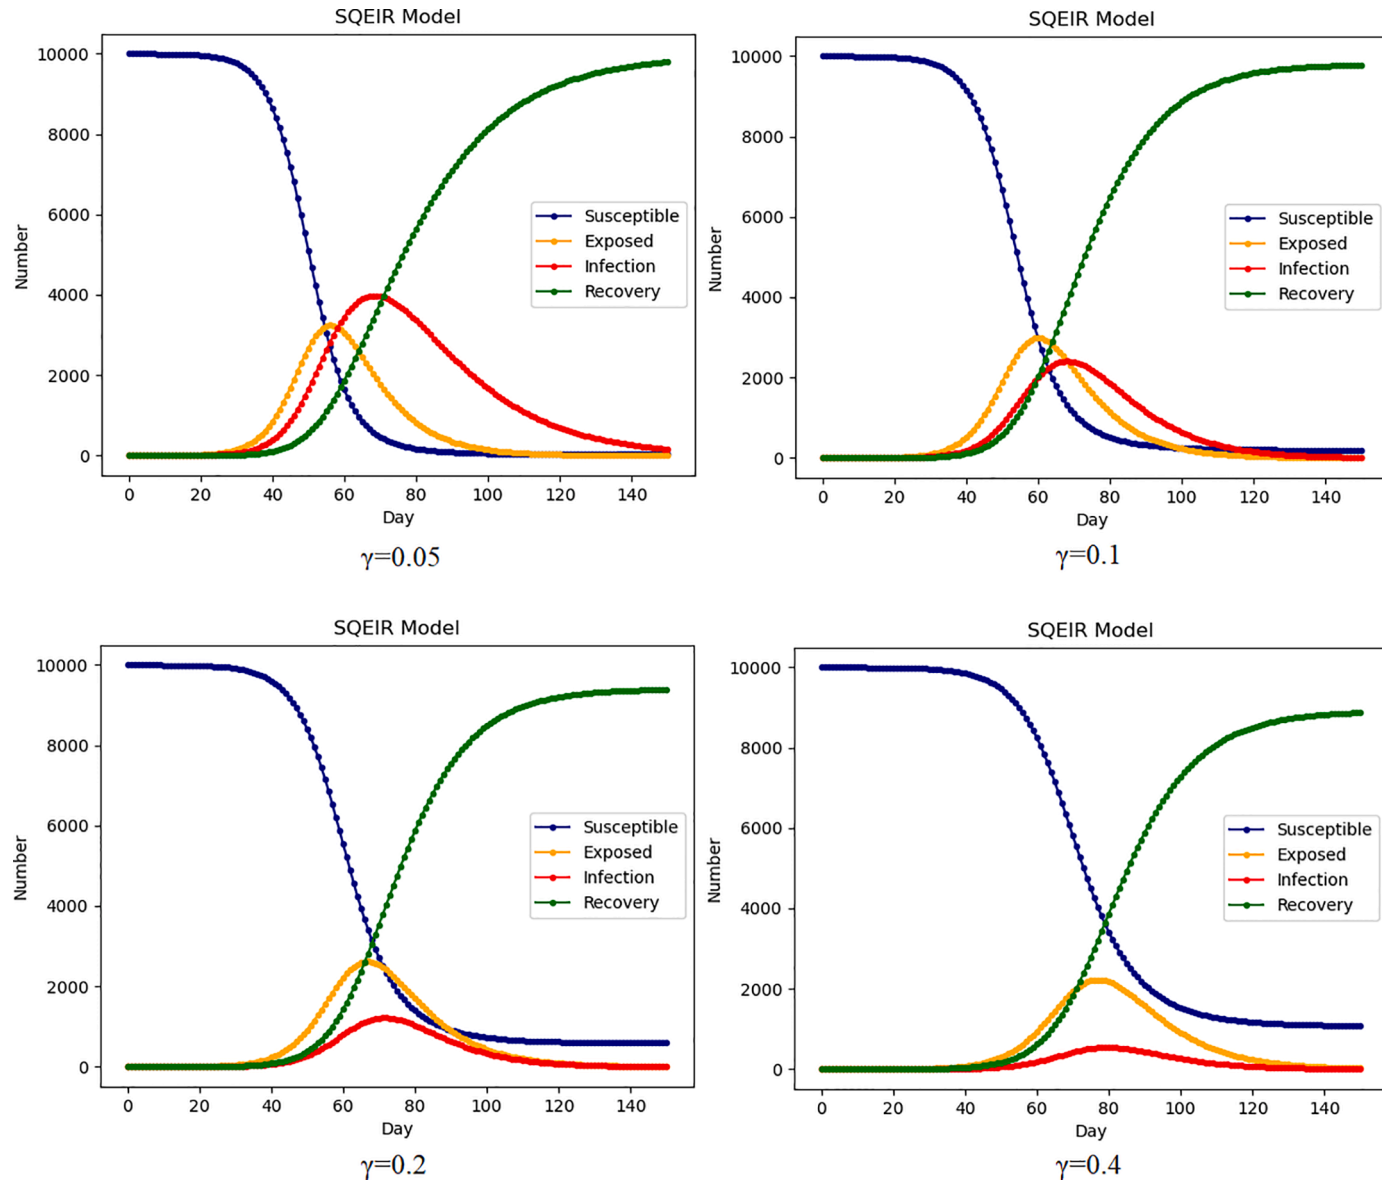 SQEIR Model
10000
8000
6000
4000
2000
0
Number
Susceptible
Exposed
Infection
Recovery
0 20 40 60 80 100 120 140
Day
γ=0.05
SQEIR Model
10000
8000
6000
4000
2000
0
Number
Susceptible
Exposed
Infection
Recovery
0 20 40 60 80 100 120 140
Day
γ=0.1
SQEIR Model
10000
8000
6000
4000
2000
0
Number
Susceptible
Exposed
Infection
Recovery
0 20 40 60 80 100 120 140
Day
γ=0.2
SQEIR Model
10000
8000
6000
4000
2000
0
Number
Susceptible
Exposed
Infection
Recovery
0 20 40 60 80 100 120 140
Day
γ=0.4